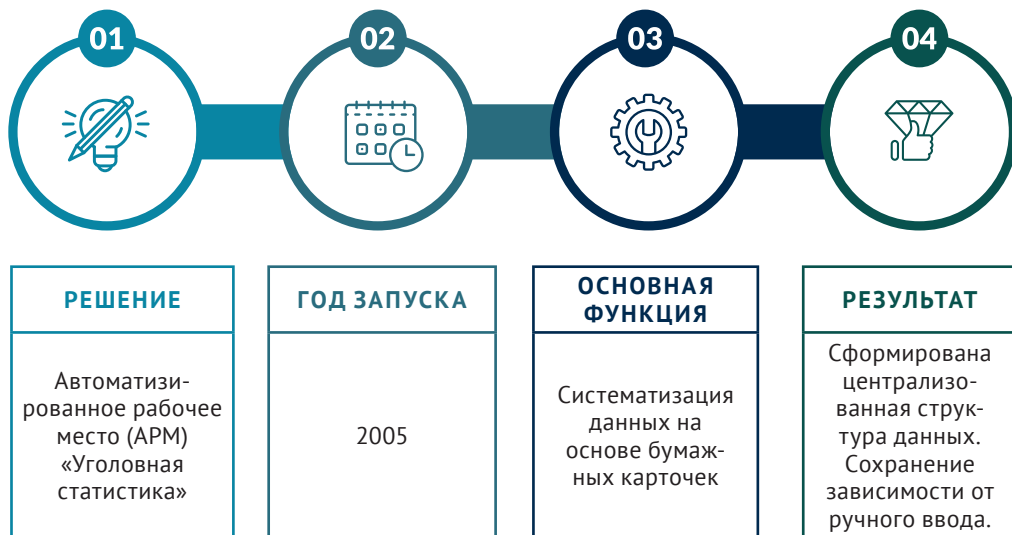 01
02
03
04
РЕШЕНИЕ
Автоматизи-
рованное рабочее
место (АРМ)
«Уголовная
статистика»
ГОД ЗАПУСКА
2005
ОСНОВНАЯ
ФУНКЦИЯ
Систематизация
данных на
основе бумаж-
ных карточек
РЕЗУЛЬТАТ
Сформирована
централизо-
ванная струк-
тура данных.
Сохранение
зависимости от
ручного ввода.